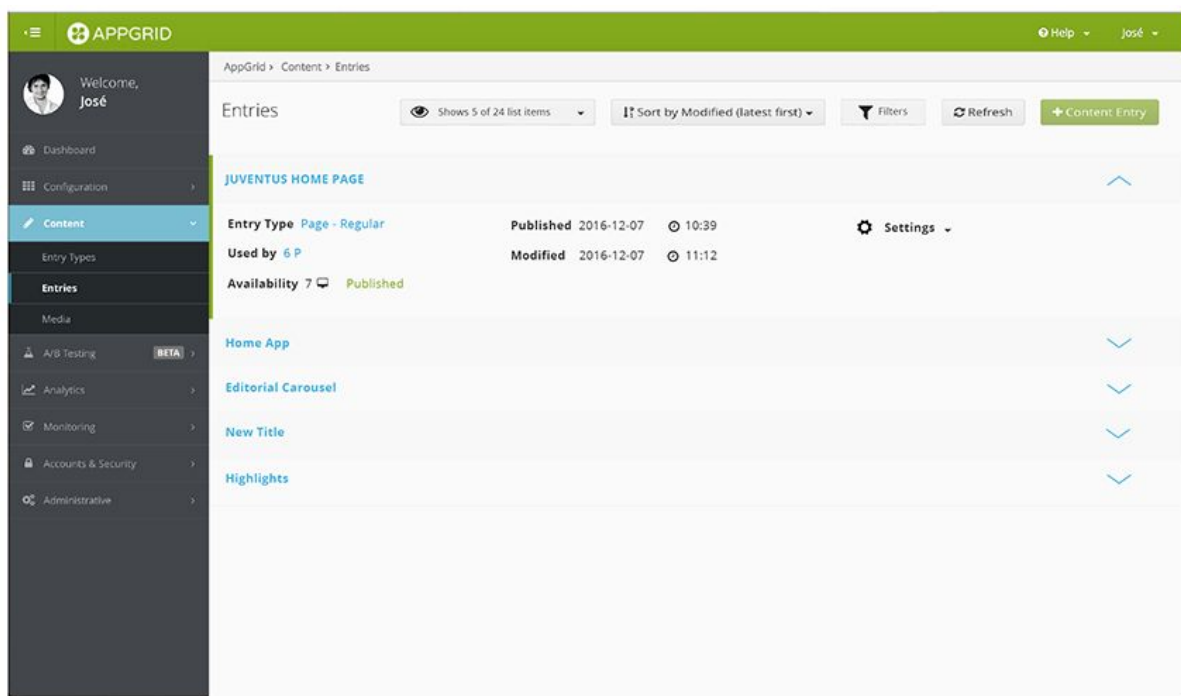 APPGRID
Help
José
Welcome,
José
Dashboard
Configuration
Content
Entry Types
Entries
Media
A/B Testing BETA
Analytics
Monitoring
Accounts & Security
Administrative
AppGrid > Content > Entries
Entries
Shows 5 of 24 list items
Sort by Modified (latest first)
Filters
Refresh
+ Content Entry
JUVENTUS HOME PAGE
Entry Type Page - Regular
Published 2016-12-07 10:39
Settings
Used by 6 P
Modified 2016-12-07 11:12
Availability 7 Published
Home App
Editorial Carousel
New Title
Highlights